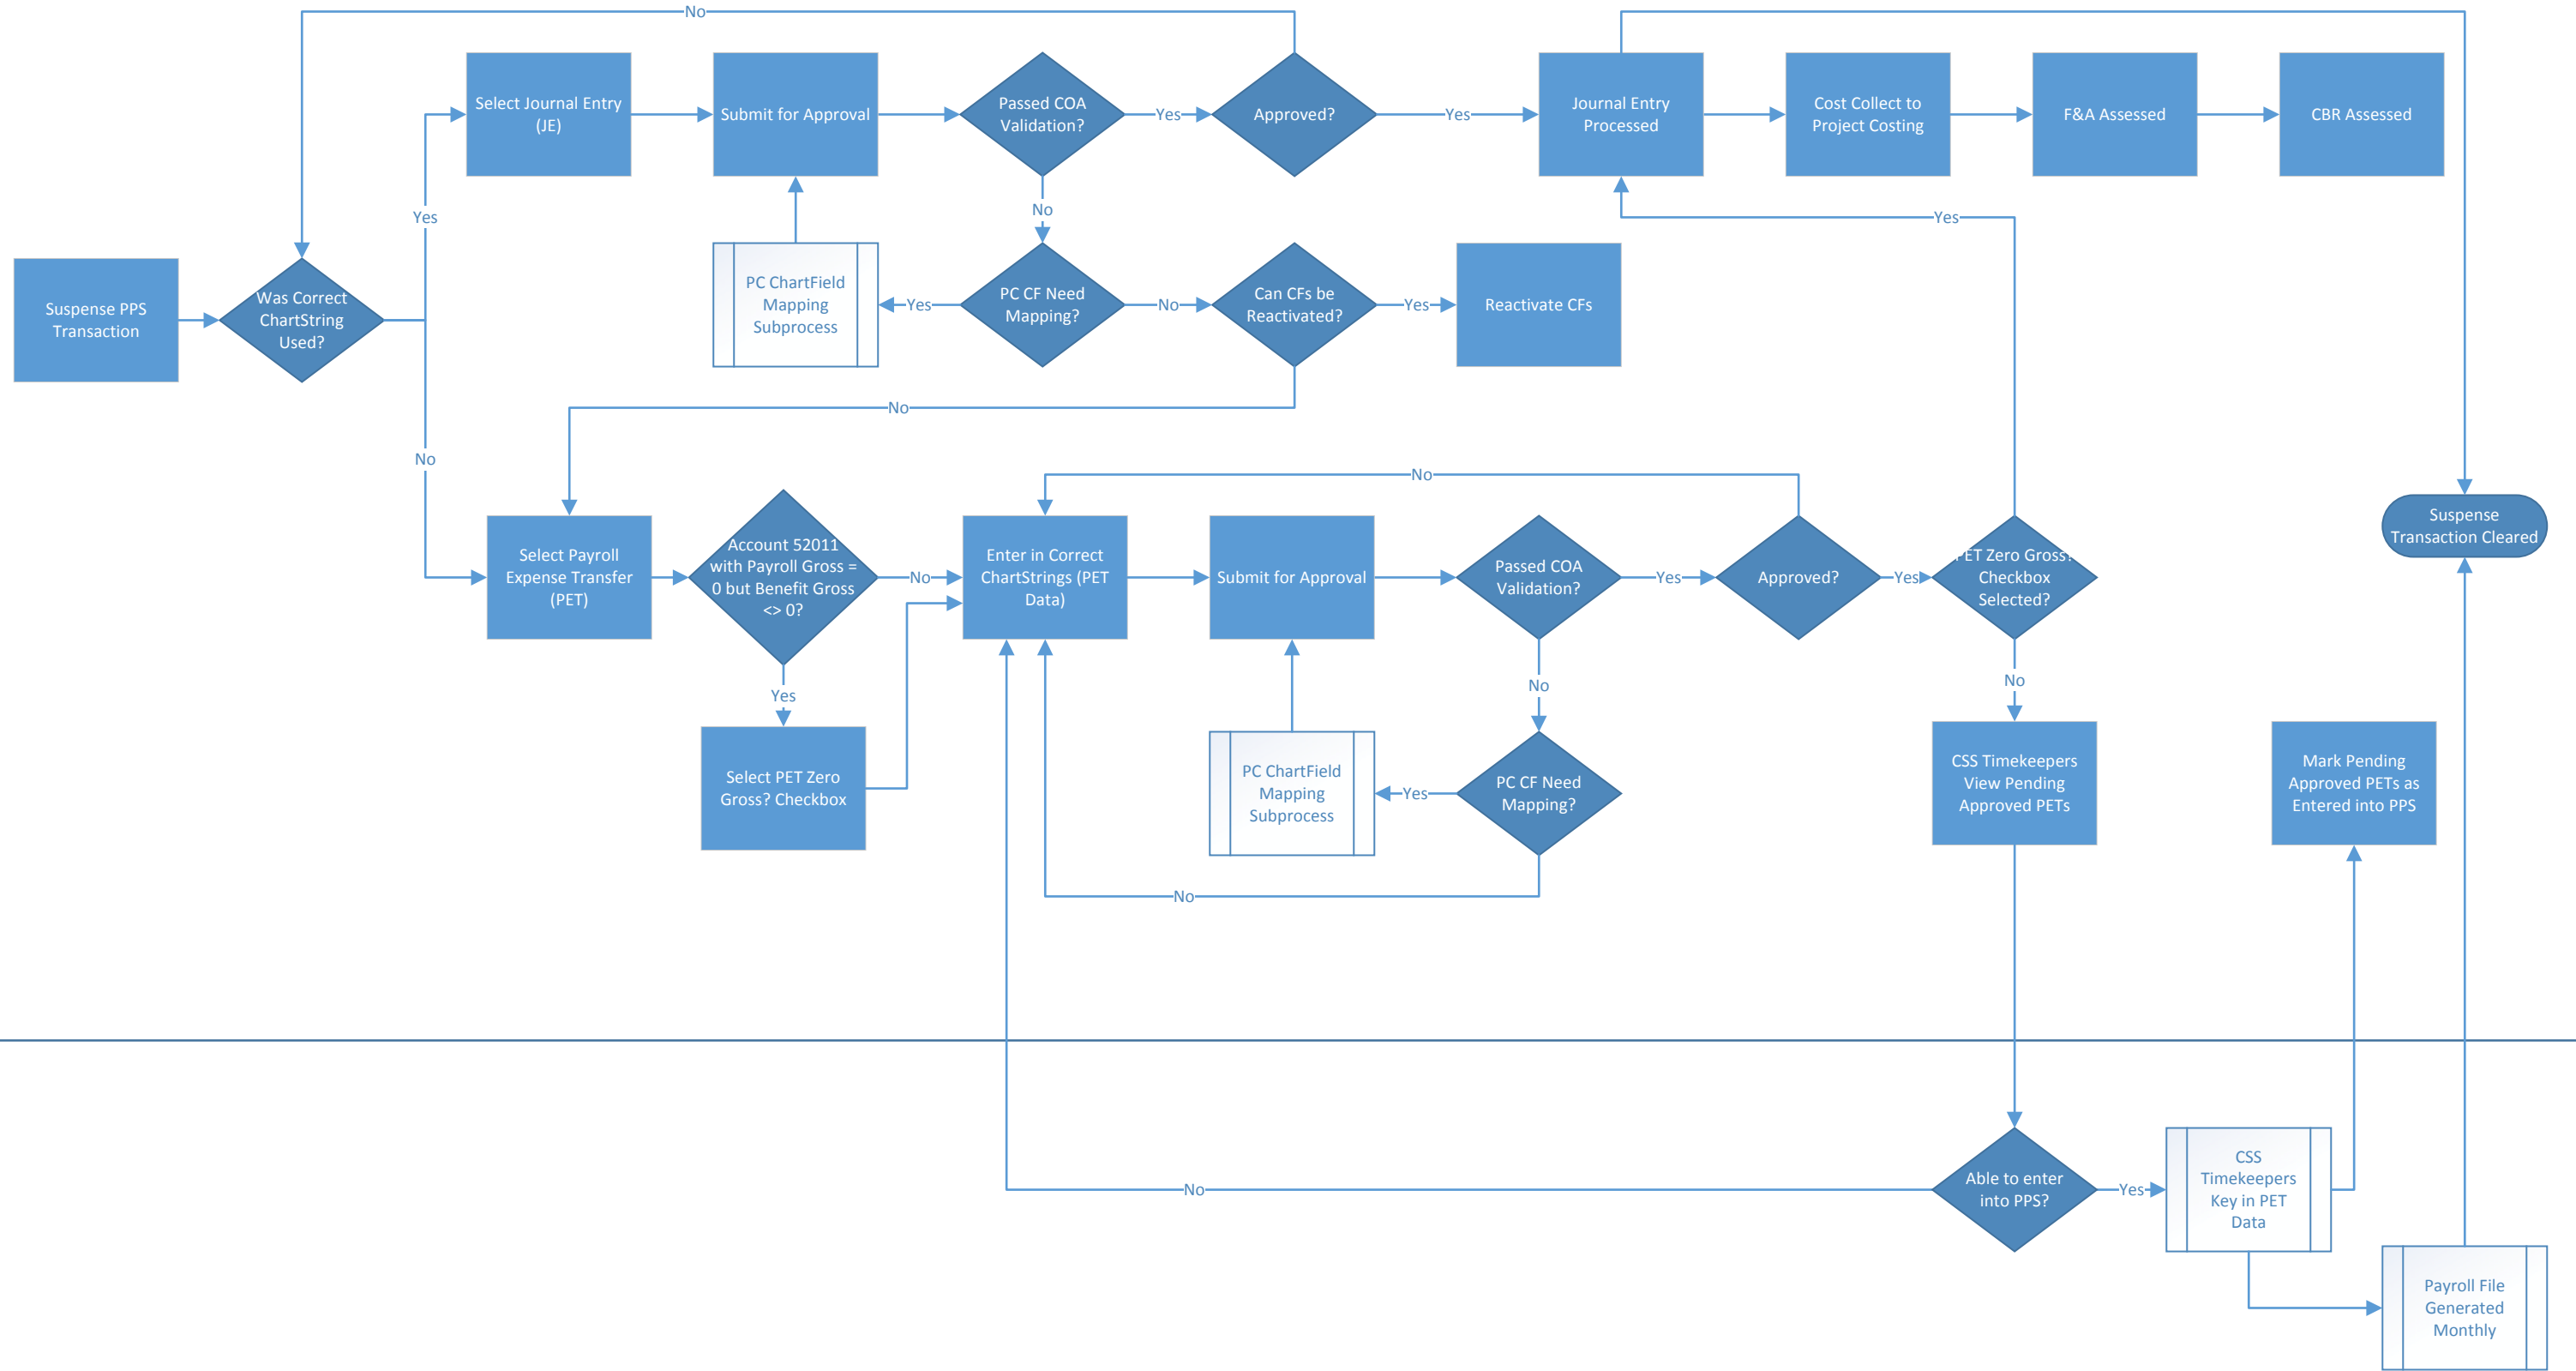 No
Select Journal Entry
(JE)
Submit for Approval
Passed COA
Validation?
Yes
Approved?
Yes
Journal Entry
Processed
Cost Collect to
Project Costing
F&A Assessed
CBR Assessed
Yes
No
Yes
Suspense PPS
Transaction
Was Correct
ChartString
Used?
PC ChartField
Mapping
Subprocess
Yes
PC CF Need
Mapping?
No
Can CFs be
Reactivated?
Yes
Reactivate CFs
No
No
No
Select Payroll
Expense Transfer
(PET)
Account 52011
with Payroll Gross =
0 but Benefit Gross
<> 0?
No
Enter in Correct
ChartStrings (PET
Data)
Submit for Approval
Passed COA
Validation?
Yes
Approved?
Yes
PET Zero Gross?
Checkbox
Selected?
Suspense
Transaction Cleared
Yes
No
No
Select PET Zero
Gross? Checkbox
PC ChartField
Mapping
Subprocess
Yes
PC CF Need
Mapping?
CSS Timekeepers
View Pending
Approved PETs
Mark Pending
Approved PETs as
Entered into PPS
No
No
Able to enter
into PPS?
Yes
CSS
Timekeepers
Key in PET
Data
Payroll File
Generated
Monthly